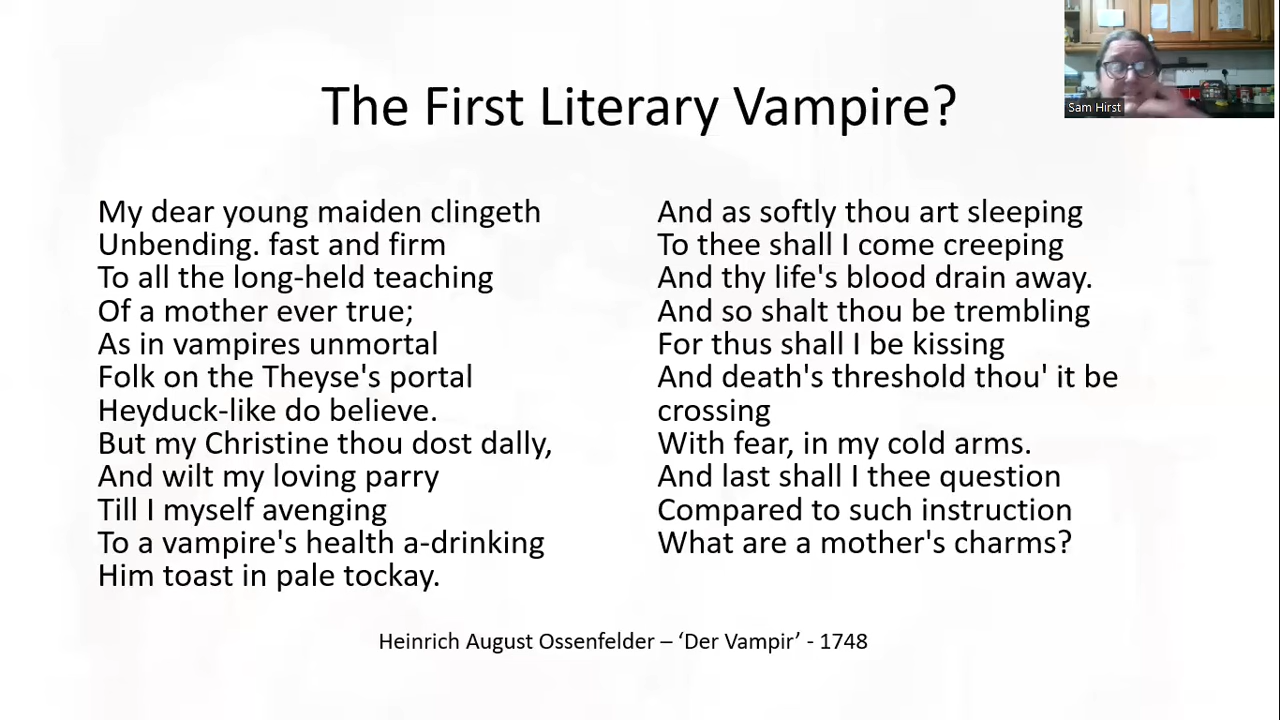 The First Literary Vampire?
Sam Hirst
My dear young maiden clingeth
Unbending. fast and firm
To all the long-held teaching
Of a mother ever true;
As in vampires unmortal
Folk on the Theyse's portal
Heyduck-like do believe.
But my Christine thou dost dally,
And wilt my loving parry
Till I myself avenging
To a vampire's health a-drinking
Him toast in pale tockay.
And as softly thou art sleeping
To thee shall I come creeping
And thy life's blood drain away.
And so shalt thou be trembling
For thus shall I be kissing
And death's threshold thou' it be
crossing
With fear, in my cold arms.
And last shall I thee question
Compared to such instruction
What are a mother's charms?
Heinrich August Ossenfelder – ‘Der Vampir’ - 1748